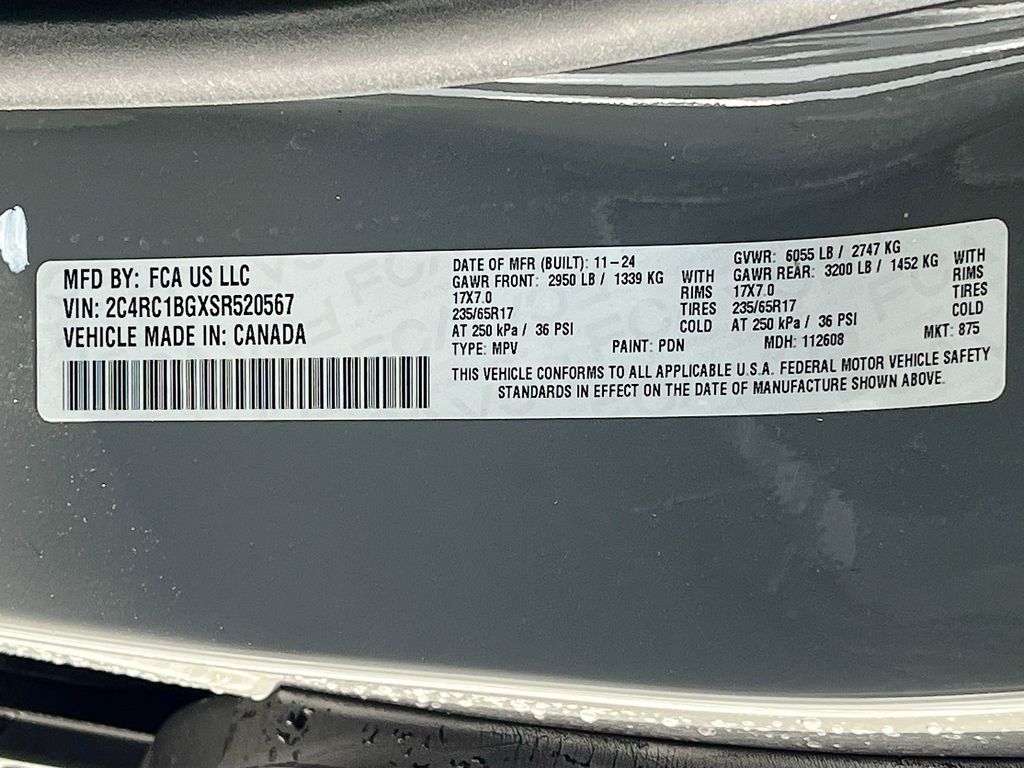 MFD BY: FCA US LLC
VIN: 2C4RC1BGXSR520567
VEHICLE MADE IN: CANADA
DATE OF MFR (BUILT): 11-24
GAWR FRONT: 2950 LB / 1339 KG WITH
17X7.0 RIMS
235/65R17 TIRES
AT 250 kPa / 36 PSI COLD
TYPE: MPV PAINT: PDN
GVWR: 6055 LB / 2747 KG
GAWR REAR: 3200 LB / 1452 KG WITH
17X7.0 RIMS
235/65R17 TIRES
AT 250 kPa / 36 PSI COLD
MDH: 112608 MKT: 875
THIS VEHICLE CONFORMS TO ALL APPLICABLE U.S.A. FEDERAL MOTOR VEHICLE SAFETY
STANDARDS IN EFFECT ON THE DATE OF MANUFACTURE SHOWN ABOVE.